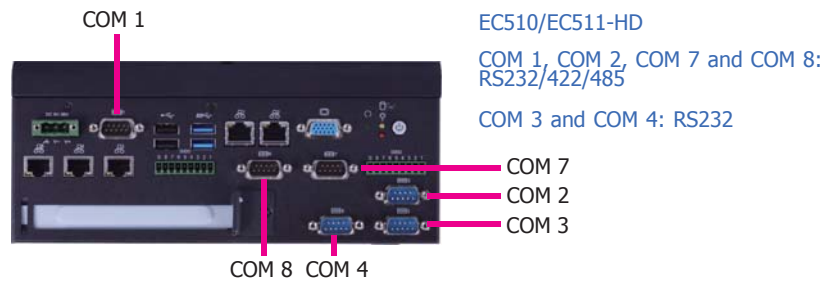 COM 1
EC510/EC511-HD
COM 1, COM 2, COM 7 and COM 8:
RS232/422/485
COM 3 and COM 4: RS232
COM 7
COM 2
COM 3
COM 8
COM 4